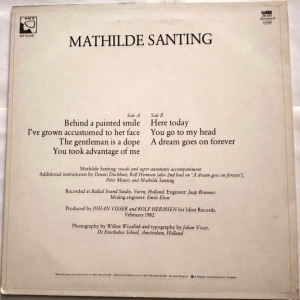 MATHILDE SANTING
Side A
Behind a painted smile
I've grown accustomed to her face
The gentleman is a dope
You took advantage of me
Side B
Here today
You go to my head
A dream goes on forever
Mathilde Santing: vocals and super automatic accompaniment
Additional instruments by Dennis Duchhart, Rolf Hermsen (also 2nd lead on 'A dream goes on forever'),
Peter Meuris and Mathilde Santing
Recorded at Ballad Sound Studio, Vuren, Holland. Engineer: Jaap
Mixing engineer: Emile Elsen
Produced by JOHAN VISSER and ROLF HERMSEN for Idiot Records,
February 1982
Photography by Willem Wisselink and typography by Johan Visser,
De Enschedese School, Amsterdam, Holland